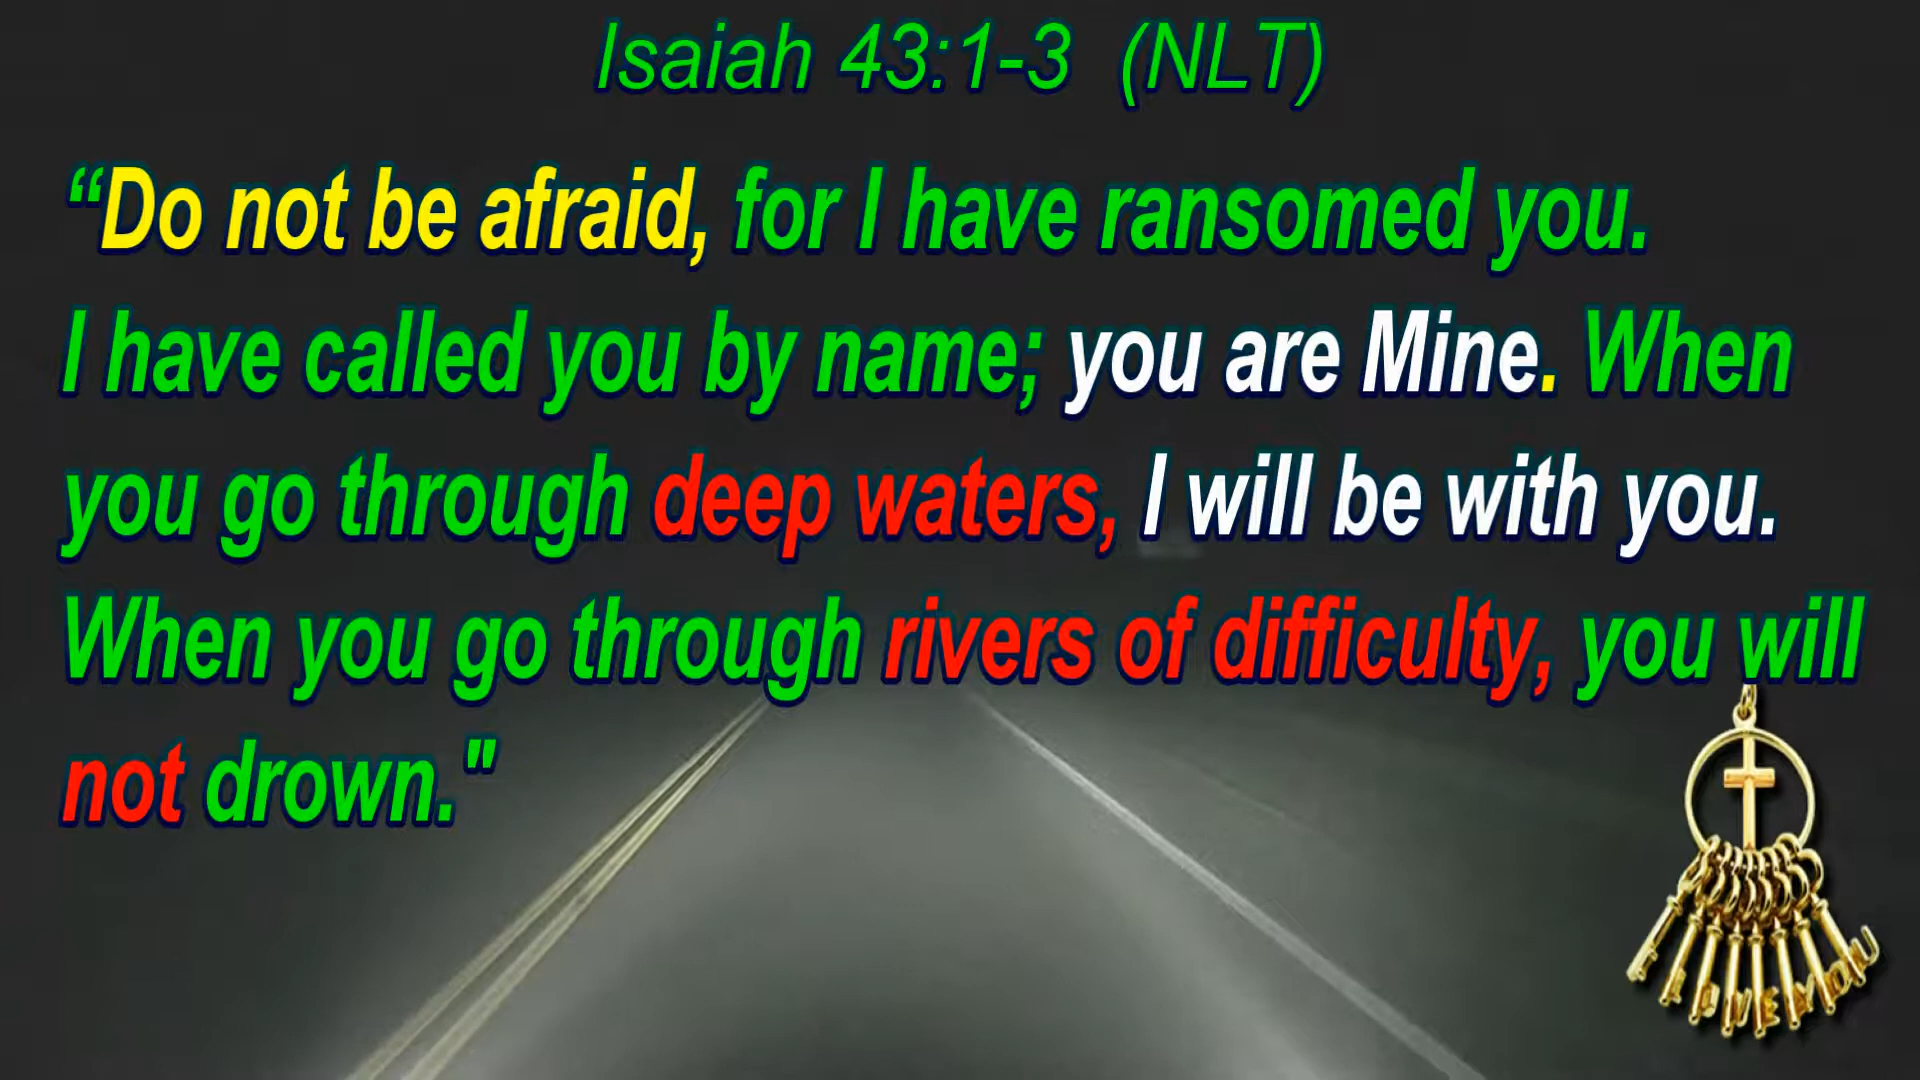 Isaiah 43:1-3 (NLT)
“Do not be afraid, for I have ransomed you.
I have called you by name; you are Mine. When
you go through deep waters, I will be with you.
When you go through rivers of difficulty, you will
not drown."
I LOVE YOU